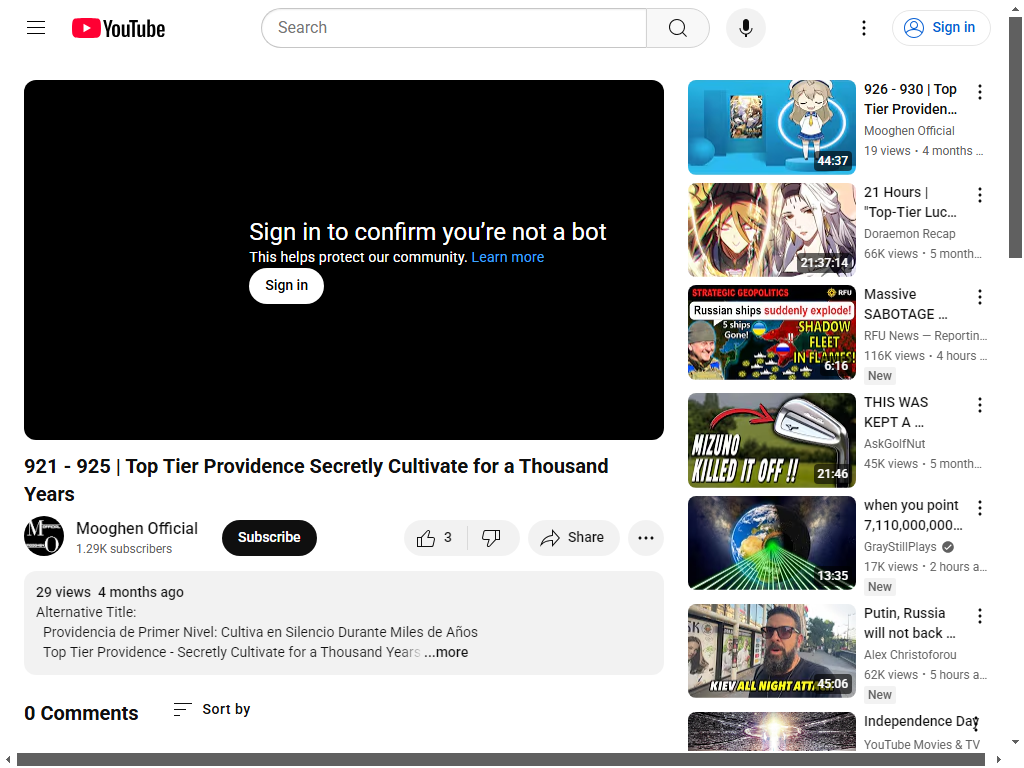 YouTube
Search
Sign in
Sign in to confirm you're not a bot
This helps protect our community. Learn more
Sign in
921 - 925 | Top Tier Providence Secretly Cultivate for a Thousand
Years
Mooghen Official
1.29K subscribers
Subscribe
3
Share
29 views 4 months ago
Alternative Title:
Providencia de Primer Nivel: Cultiva en Silencio Durante Miles de Años
Top Tier Providence - Secretly Cultivate for a Thousand Years ...more
0 Comments
Sort by
44:37
926 - 930 | Top
Tier Providen...
Mooghen Official
19 views • 4 months ...
21:37:14
21 Hours |
"Top-Tier Luc...
Doraemon Recap
66K views • 5 month...
STRATEGIC GEOPOLITICS
RFU
Russian ships suddenly explode!
5 ships
Gone!
!!
SHADOW
FLEET
IN FLAMES!
6:16
Massive
SABOTAGE ...
RFU News — Reportin...
116K views • 4 hours ...
New
MIZUNO
KILLED IT OFF !!
21:46
THIS WAS
KEPT A ...
AskGolfNut
45K views • 5 month...
13:35
when you point
7,110,000,000...
GrayStillPlays
17K views • 2 hours a...
New
KIEV ALL NIGHT
45:06
Putin, Russia
will not back ...
Alex Christoforou
62K views • 5 hours a...
New
Independence Day
YouTube Movies & TV